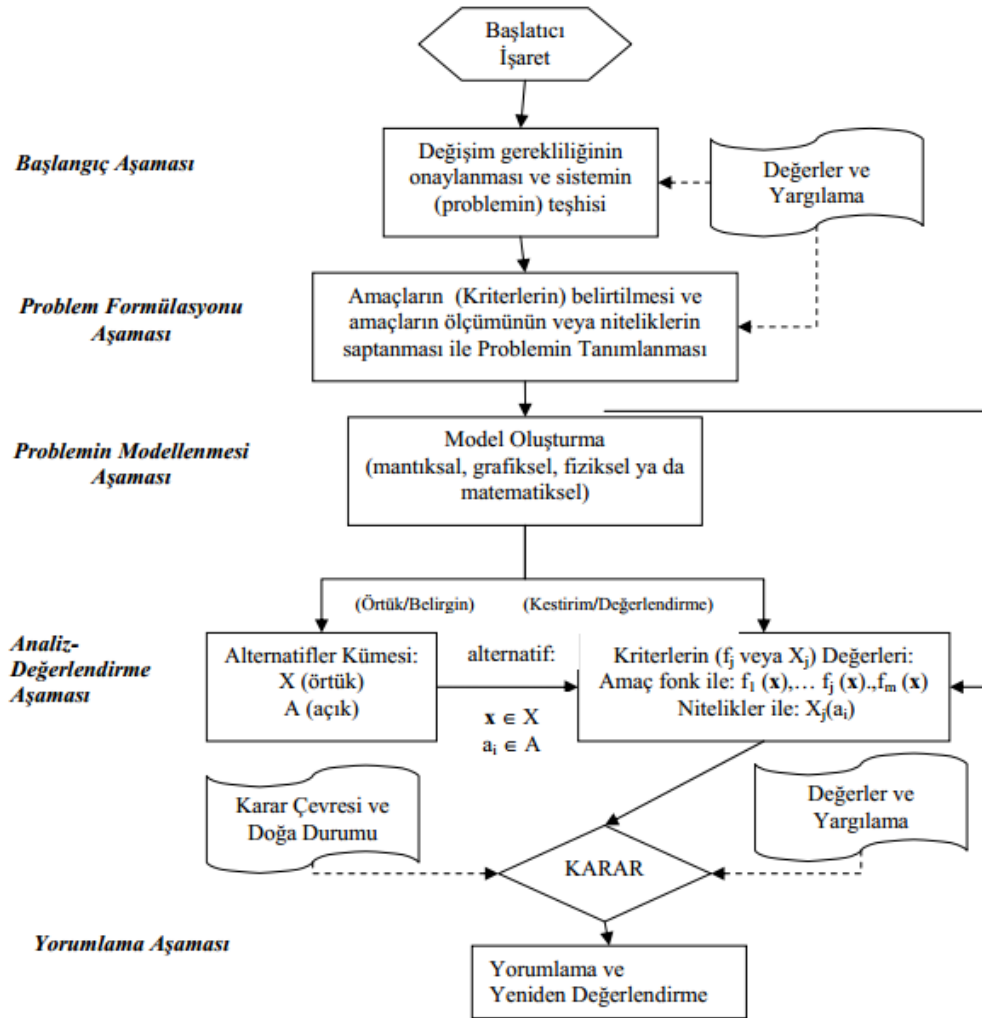 Başlatıcı
İşaret
Başlangıç Aşaması
Değişim gerekliliğinin
onaylanması ve sistemin
(problemin) teşhisi
Değerler ve
Yargılama
Problem Formülasyonu
Aşaması
Amaçların (Kriterlerin) belirtilmesi ve
amaçların ölçümünün veya niteliklerin
saptanması ile Problemin Tanımlanması
Problemin Modellenmesi
Aşaması
Model Oluşturma
(mantıksal, grafiksel, fiziksel ya da
matematiksel)
(Örtük/Belirgin)
(Kestirim/Değerlendirme)
Analiz-
Değerlendirme
Aşaması
Alternatifler Kümesi:
X (örtük)
A (açık)
alternatif:
x ∈ X
aᵢ ∈ A
Kriterlerin (fⱼ veya Xⱼ) Değerleri:
Amaç fonk ile: f₁ (x),… fⱼ (x).,fₘ (x)
Nitelikler ile: Xⱼ(aᵢ)
Karar Çevresi ve
Doğa Durumu
Değerler ve
Yargılama
KARAR
Yorumlama Aşaması
Yorumlama ve
Yeniden Değerlendirme